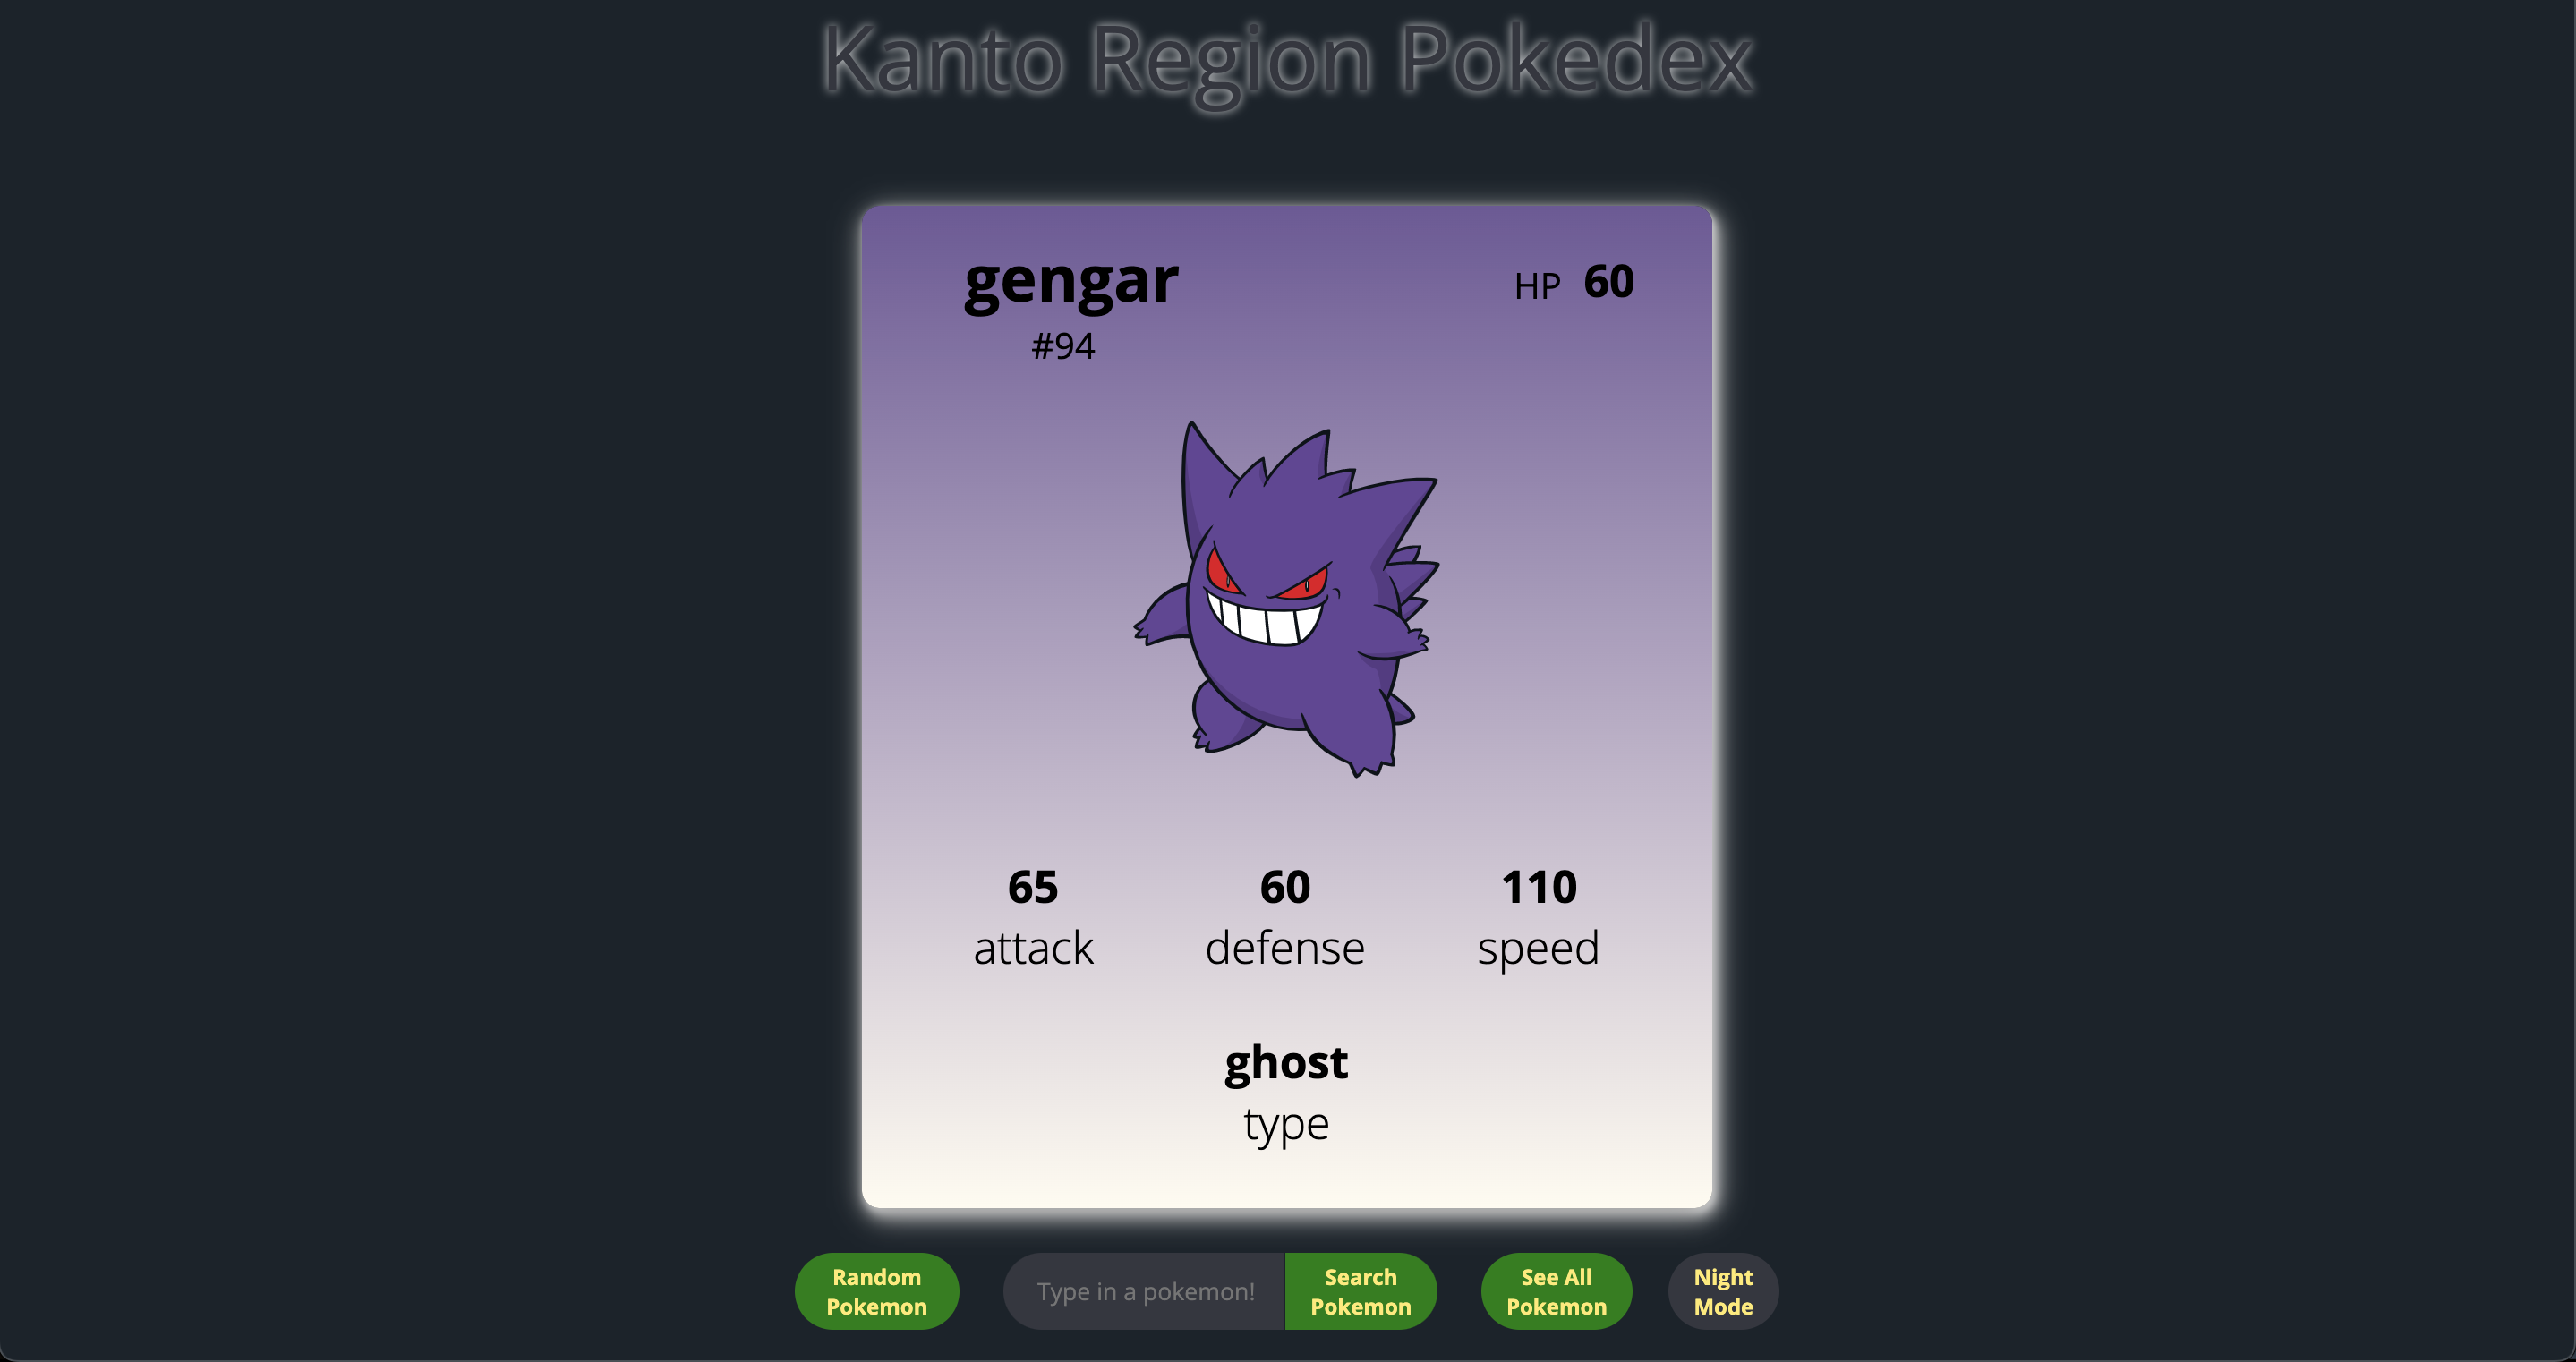 Kanto Region Pokedex
gengar
HP 60
#94
65 60 110
attack defense speed
ghost
type
Random
Pokemon
Type in a pokemon!
Search
Pokemon
See All
Pokemon
Night
Mode